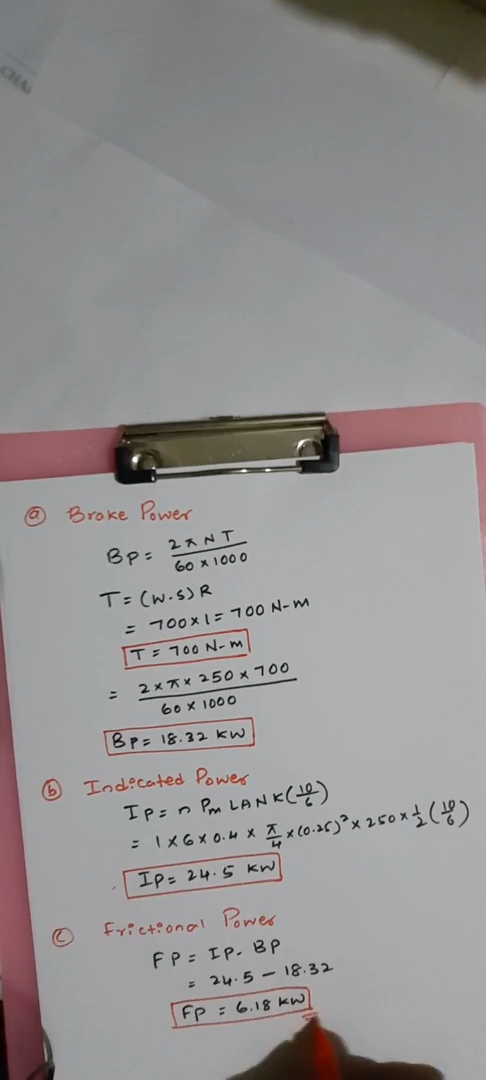 CHA
(a) Brake Power
BP = 2πNT / 60×1000
T = (W-S) R
= 700×1 = 700 N-m
T = 700 N-m
= 2×π×250×700 / 60×1000
BP = 18.32 KW
(b) Indicated Power
IP = n Pm LANK (10/6)
= 1×6×0.4×π/4×(0.25)²×250×1/2 (10/6)
IP = 24.5 KW
(c) Frictional Power
FP = IP - BP
= 24.5 - 18.32
FP = 6.18 KW